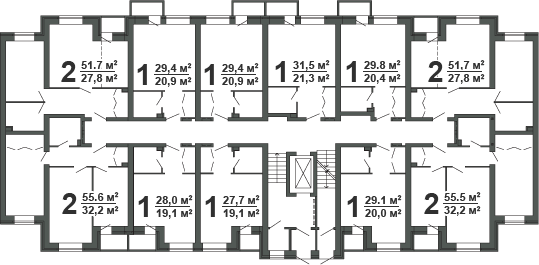 2 51.7 м²
27,8 м²
1 29,4 м²
20,9 м²
1 29,4 м²
20,9 м²
1 31,5 м²
21,3 м²
1 29.8 м²
20,4 м²
2 51.7 м²
27,8 м²
2 55.6 м²
32,2 м²
1 28,0 м²
19,1 м²
1 27,7 м²
19,1 м²
1 29.1 м²
20,0 м²
2 55.5 м²
32,2 м²